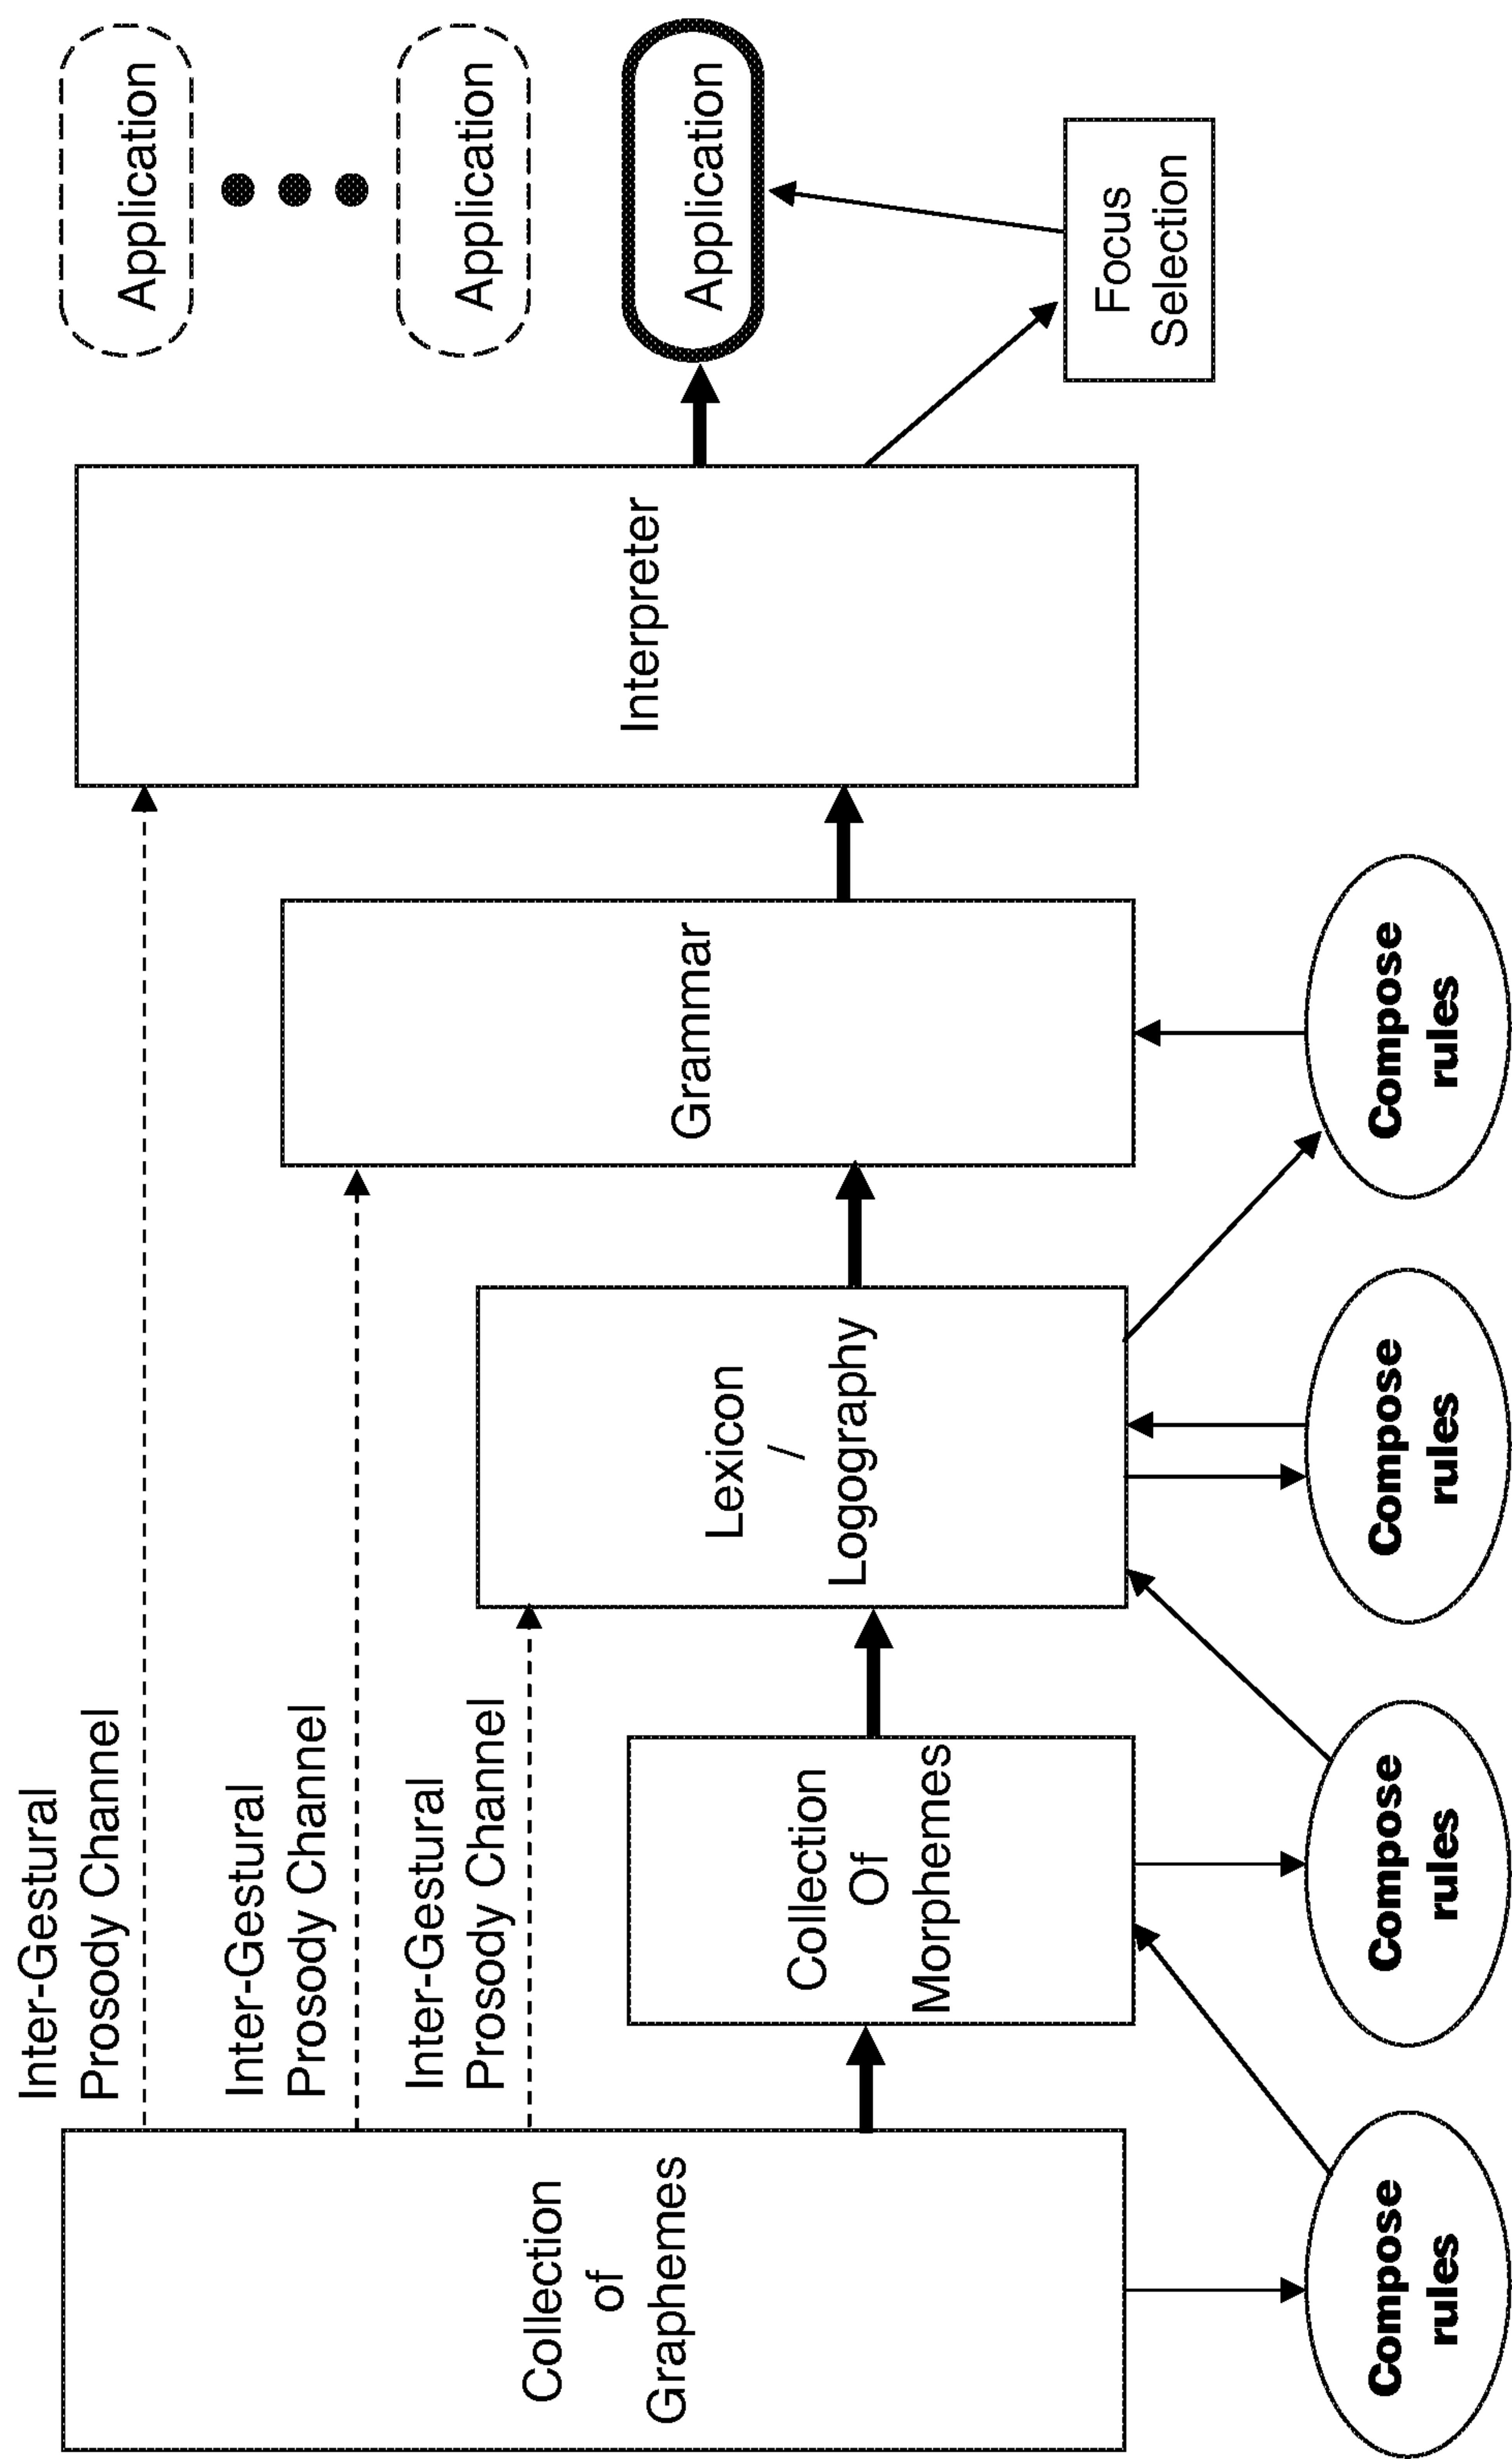 Inter-Gestural
Prosody Channel
Inter-Gestural
Prosody Channel
Inter-Gestural
Prosody Channel
Collection
of
Graphemes
Collection
Of
Morphemes
Lexicon
/
Logography
Grammar
Interpreter
Application
Application
Application
Focus
Selection
Compose
rules
Compose
rules
Compose
rules
Compose
rules